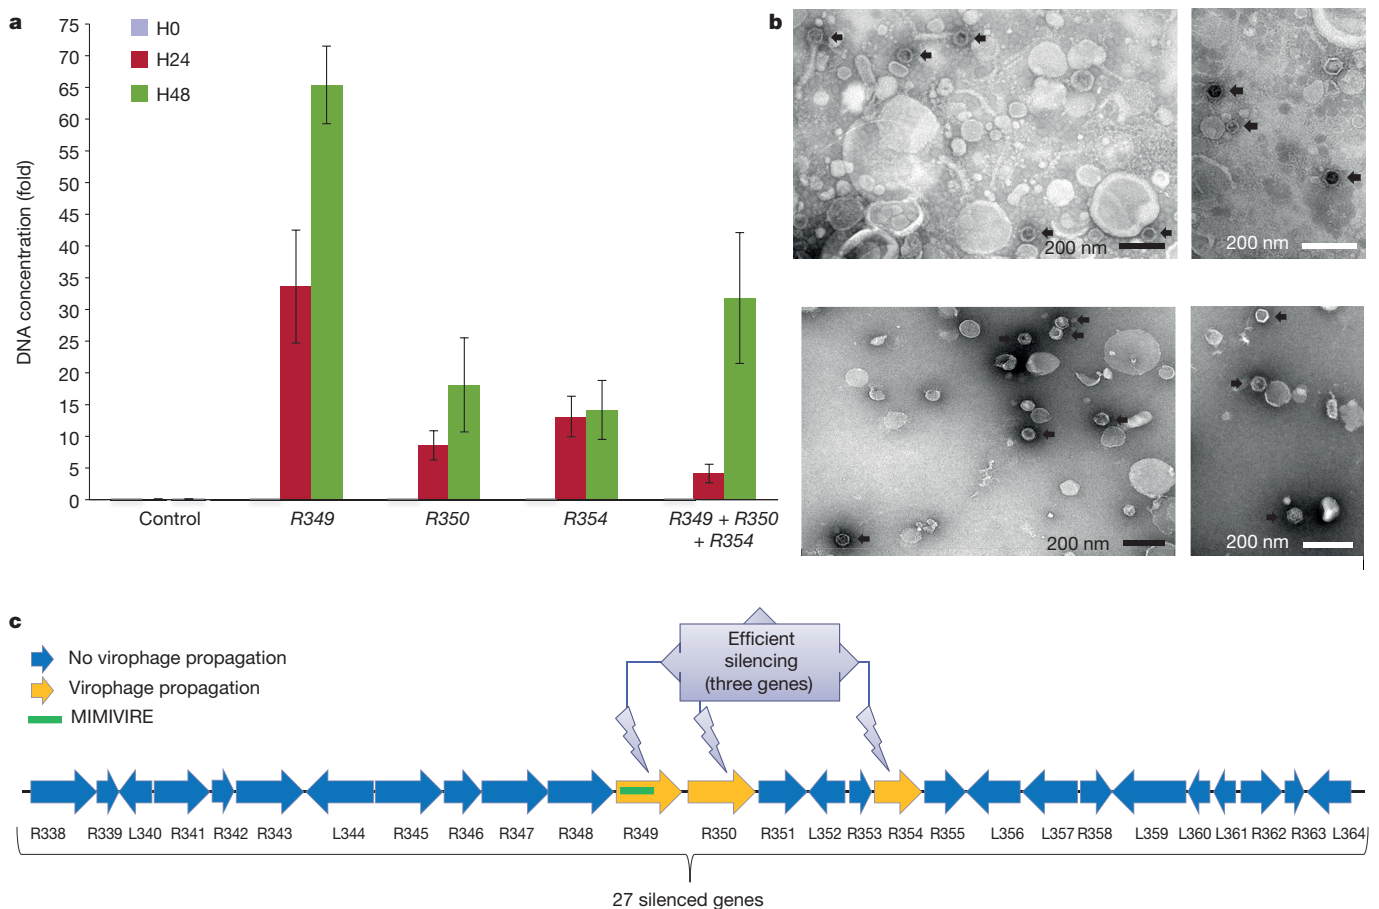 a
75
70
65
60
55
50
45
40
35
30
25
20
15
10
5
0
DNA concentration (fold)
H0
H24
H48
Control
R349
R350
R354
R349 + R350
+ R354
b
200 nm
200 nm
200 nm
200 nm
c
No virophage propagation
Virophage propagation
MIMIVIRE
Efficient
silencing
(three genes)
R338 R339 L340 R341 R342 R343 L344 R345 R346 R347 R348 R349 R350 R351 L352 R353 R354 R355 L356 L357 R358 L359 L360 L361 R362 R363 L364
27 silenced genes